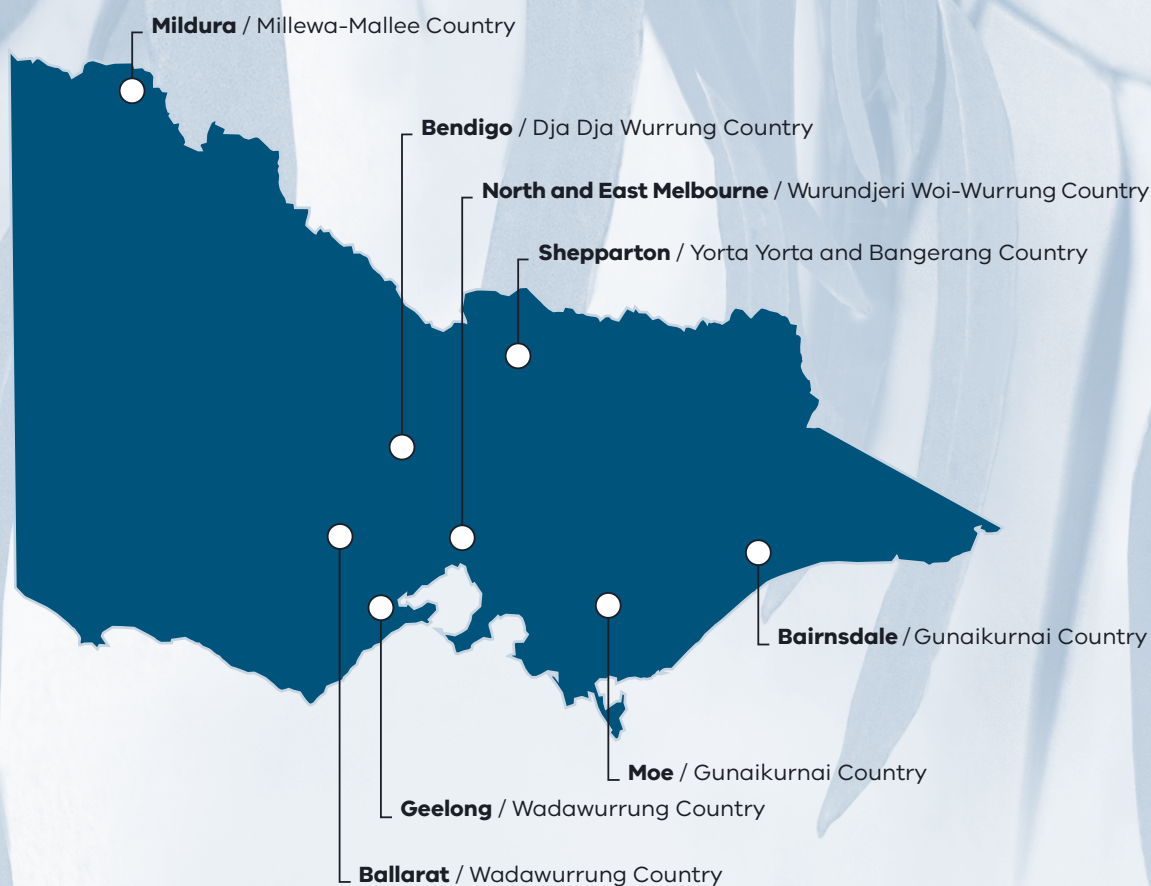 Mildura / Millewa-Mallee Country
Bendigo / Dja Dja Wurrung Country
North and East Melbourne / Wurundjeri Woi-Wurrung Country
Shepparton / Yorta Yorta and Bangerang Country
Bairnsdale / Gunaikurnai Country
Moe / Gunaikurnai Country
Geelong / Wadawurrung Country
Ballarat / Wadawurrung Country